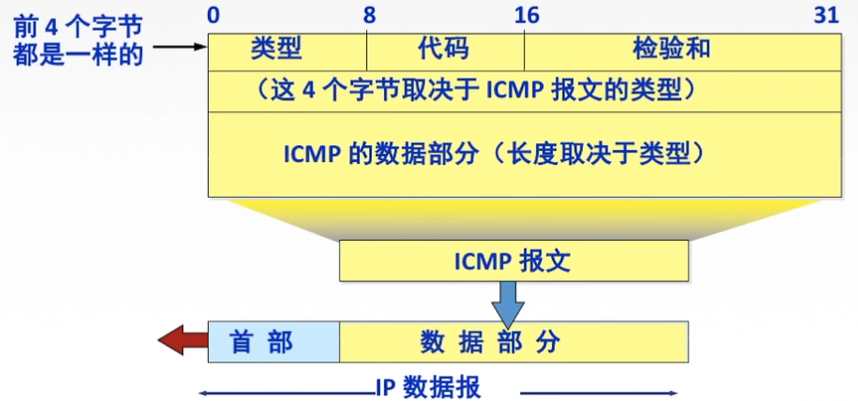 0 8 16 31
前 4 个字节
都是一样的
类型 代码 检验和
（这 4 个字节取决于 ICMP 报文的类型）
ICMP 的数据部分（长度取决于类型）
ICMP 报文
首 部 数 据 部 分
IP 数据报